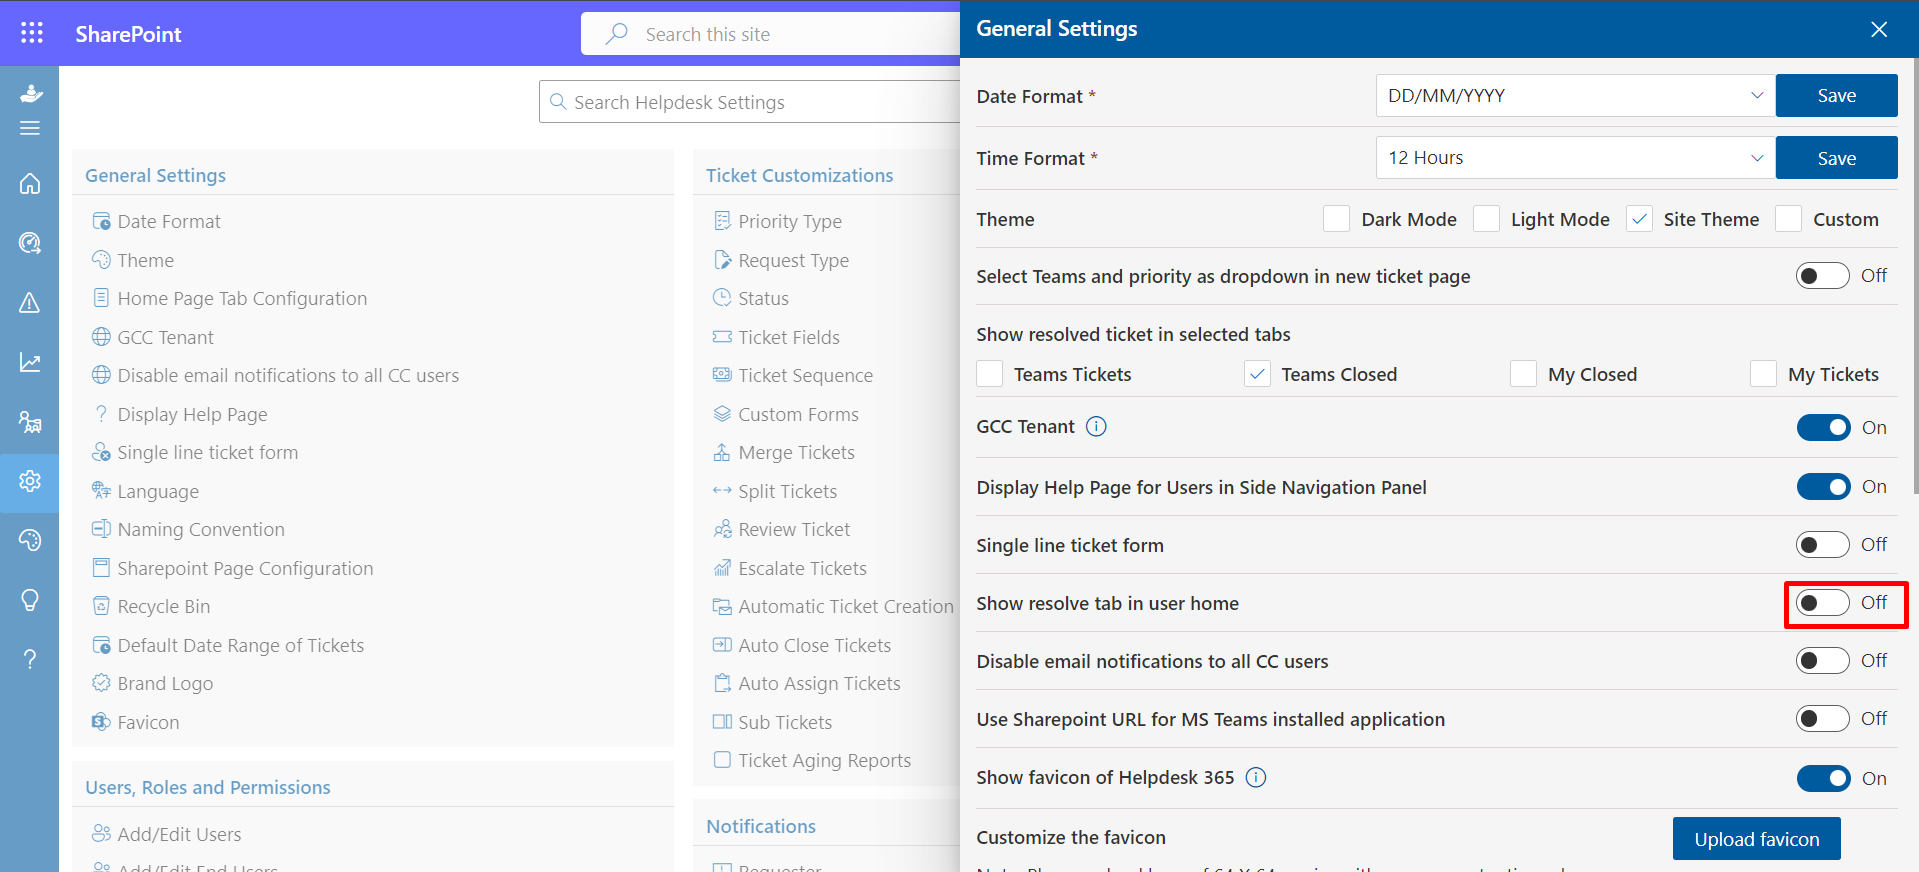 SharePoint
Search this site
Search Helpdesk Settings
General Settings
Date Format
Theme
Home Page Tab Configuration
GCC Tenant
Disable email notifications to all CC users
Display Help Page
Single line ticket form
Language
Naming Convention
Sharepoint Page Configuration
Recycle Bin
Default Date Range of Tickets
Brand Logo
Favicon
Users, Roles and Permissions
Add/Edit Users
Add/Edit End Users
Ticket Customizations
Priority Type
Request Type
Status
Ticket Fields
Ticket Sequence
Custom Forms
Merge Tickets
Split Tickets
Review Ticket
Escalate Tickets
Automatic Ticket Creation
Auto Close Tickets
Auto Assign Tickets
Sub Tickets
Ticket Aging Reports
Notifications
Requester
General Settings
Date Format * DD/MM/YYYY Save
Time Format * 12 Hours Save
Theme Dark Mode Light Mode Site Theme Custom
Select Teams and priority as dropdown in new ticket page Off
Show resolved ticket in selected tabs
Teams Tickets Teams Closed My Closed My Tickets
GCC Tenant On
Display Help Page for Users in Side Navigation Panel On
Single line ticket form Off
Show resolve tab in user home Off
Disable email notifications to all CC users Off
Use Sharepoint URL for MS Teams installed application Off
Show favicon of Helpdesk 365 On
Customize the favicon Upload favicon